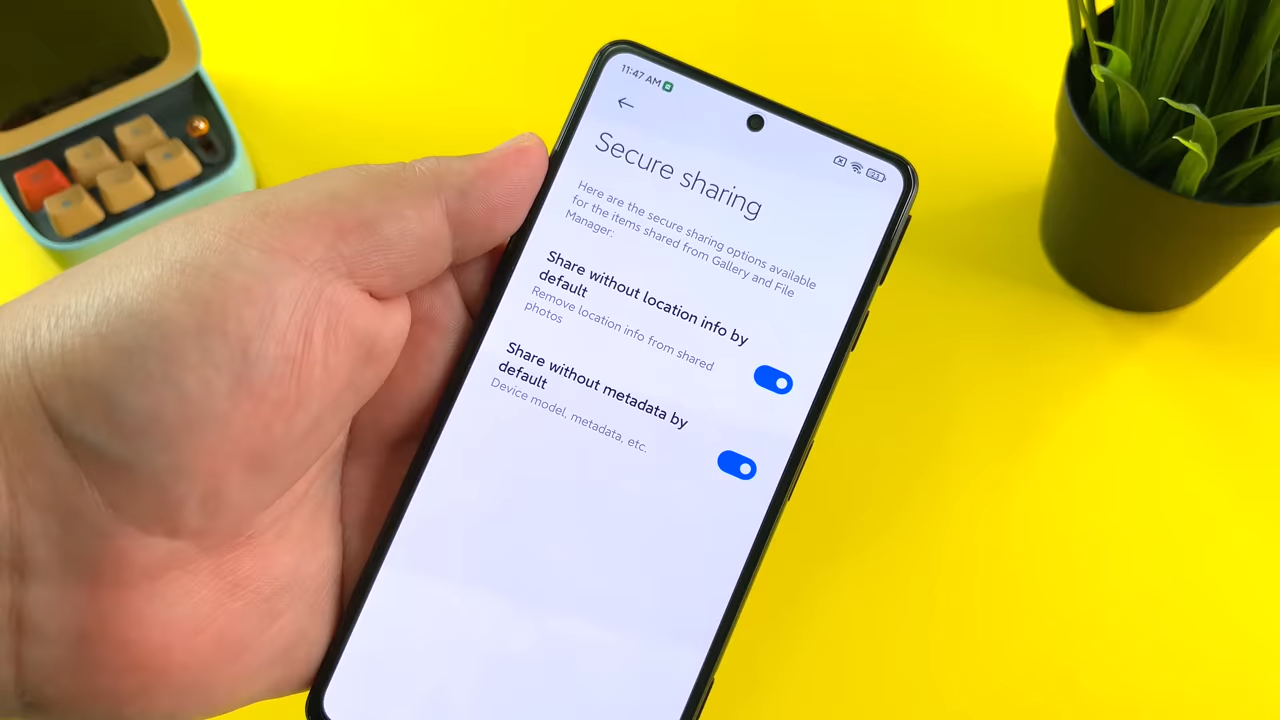 11:47 AM
Secure sharing
Here are the secure sharing options available
for the items shared from Gallery and File
Manager:
Share without location info by
default
Remove location info from shared
photos
Share without metadata by
default
Device model, metadata, etc.